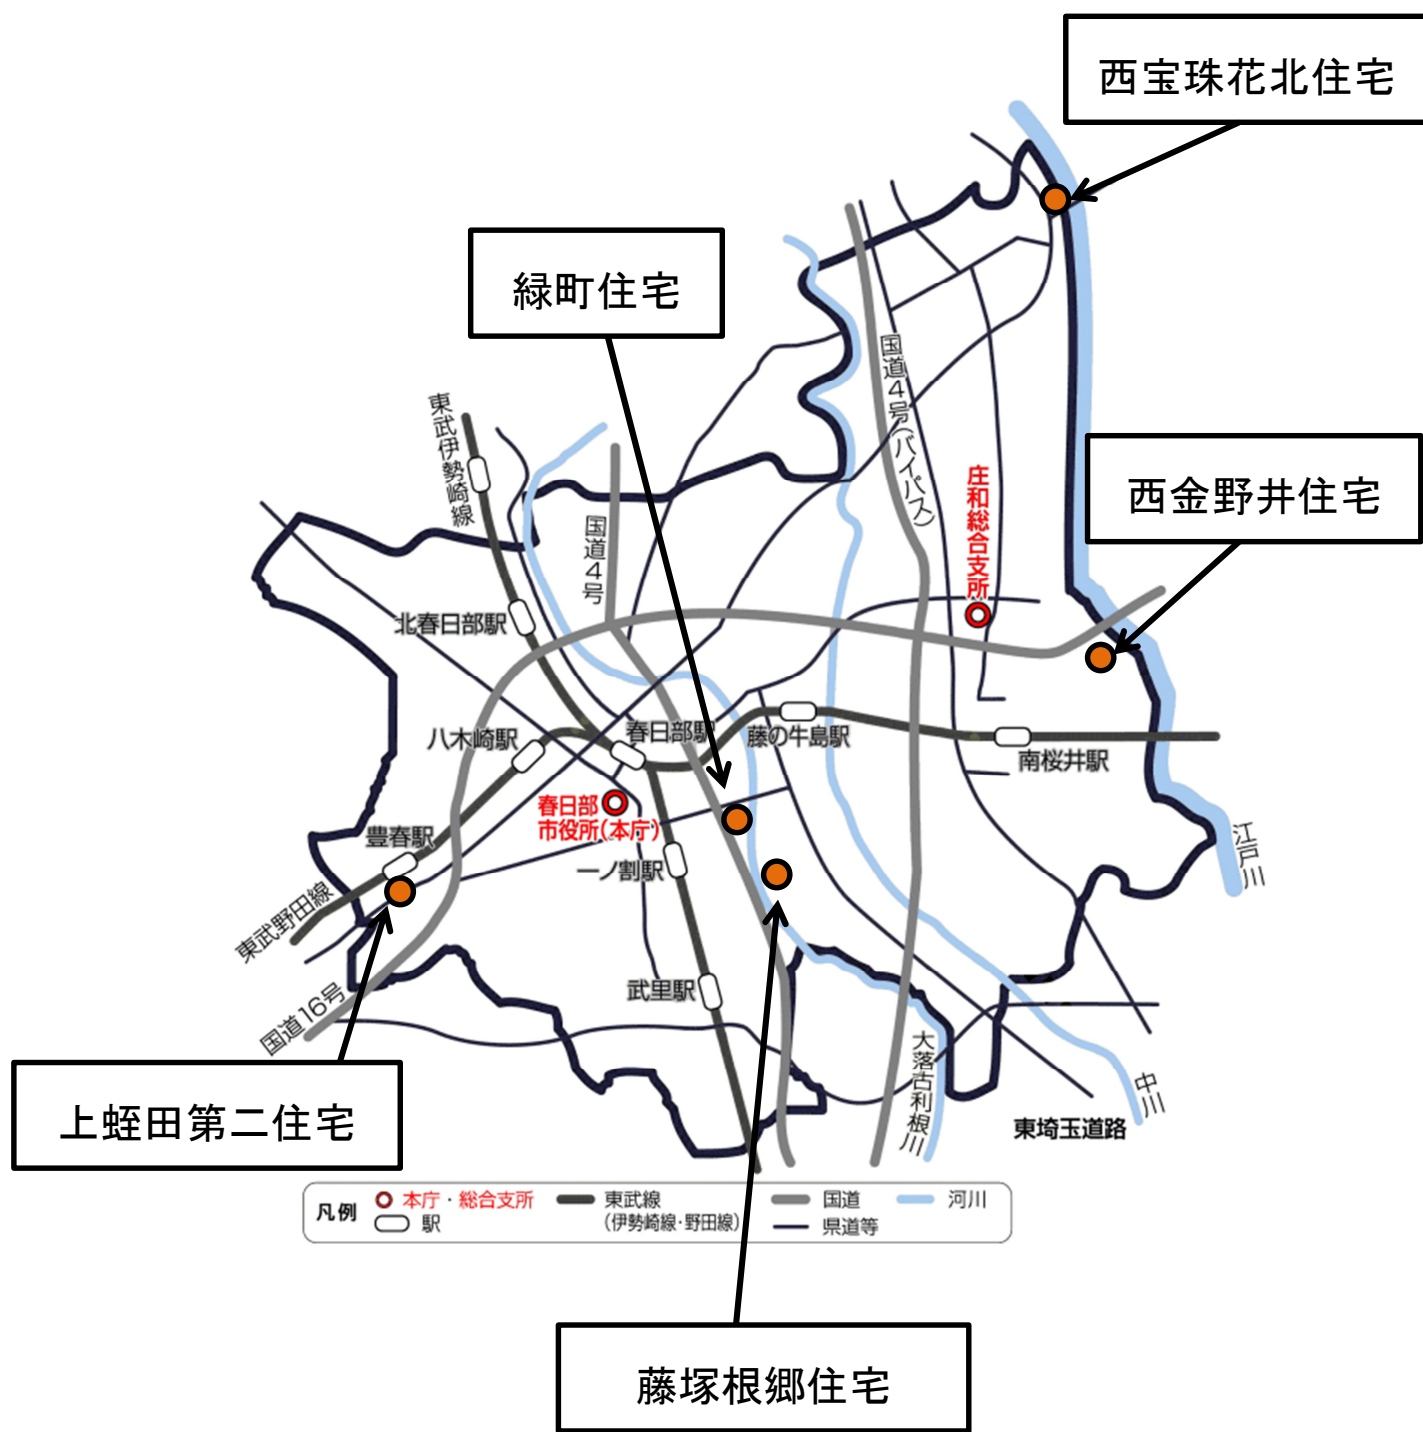 西宝珠花北住宅
緑町住宅
国道4号(バイパス)
東武伊勢崎線
西金野井住宅
庄和総合支所
国道4号
北春日部駅
春日部駅
藤の牛島駅
八木崎駅
南桜井駅
春日部
市役所(本庁)
豊春駅
一ノ割駅
江戸川
東武野田線
武里駅
国道16号
大落古利根川
中川
上蛭田第二住宅
東埼玉道路
凡例
本庁・総合支所
東武線
(伊勢崎線・野田線)
国道
河川
駅
県道等
藤塚根郷住宅